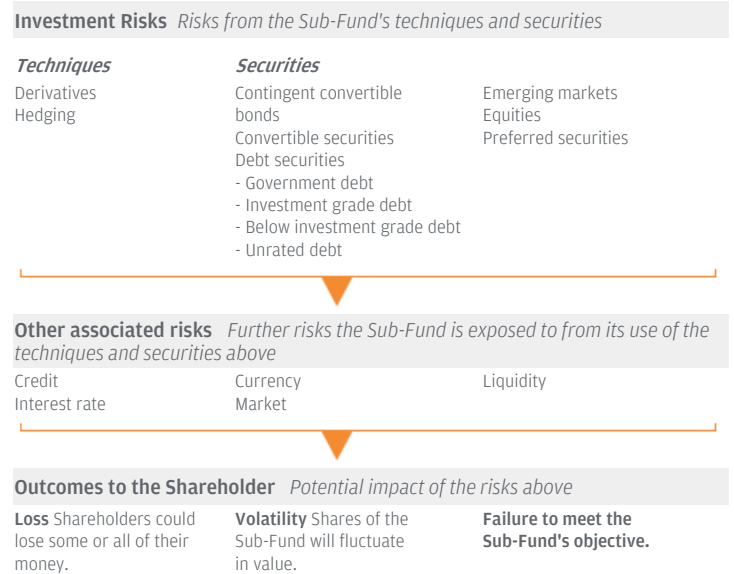 Investment Risks Risks from the Sub-Fund's techniques and securities
Techniques
Derivatives
Hedging
Securities
Contingent convertible
bonds
Convertible securities
Debt securities
- Government debt
- Investment grade debt
- Below investment grade debt
- Unrated debt
Emerging markets
Equities
Preferred securities
Other associated risks Further risks the Sub-Fund is exposed to from its use of the
techniques and securities above
Credit
Interest rate
Currency
Market
Liquidity
Outcomes to the Shareholder Potential impact of the risks above
Loss Shareholders could
lose some or all of their
money.
Volatility Shares of the
Sub-Fund will fluctuate
in value.
Failure to meet the
Sub-Fund's objective.